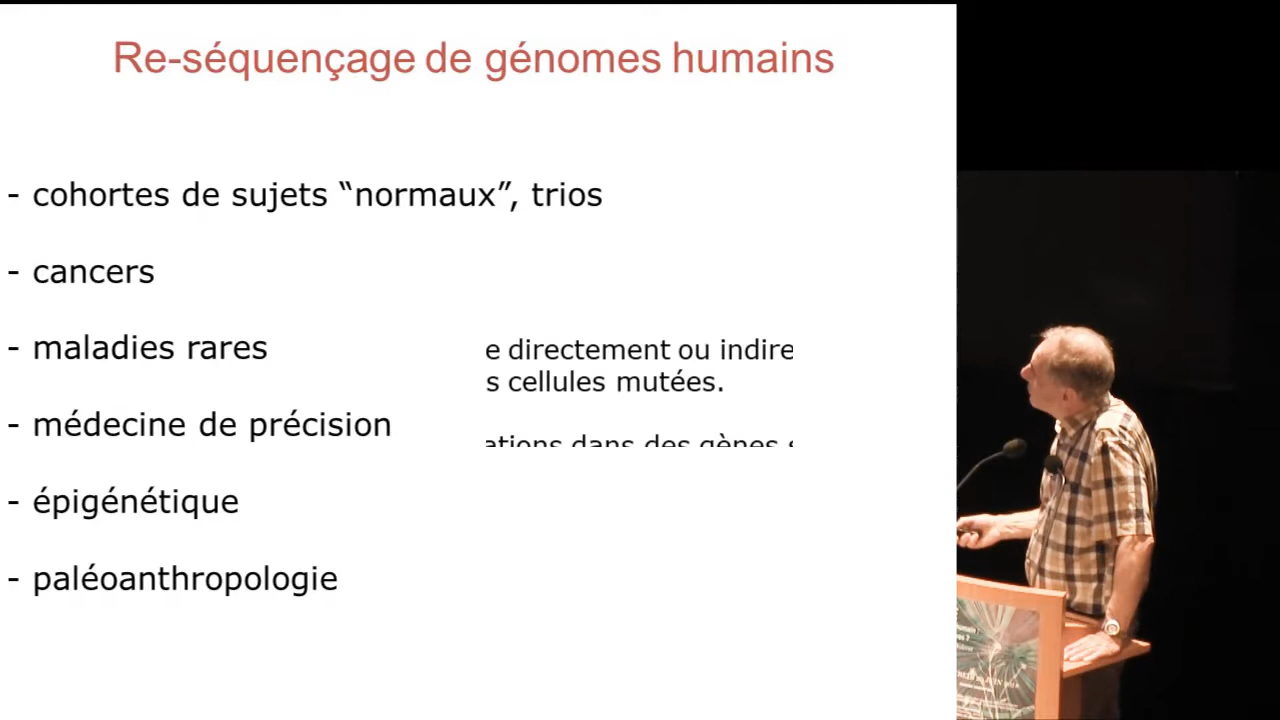 Re-séquençage de génomes humains
- cohortes de sujets “normaux”, trios
- cancers
- maladies rares
e directement ou indire
s cellules mutées.
- médecine de précision
ations dans des gènes s
- épigénétique
- paléoanthropologie